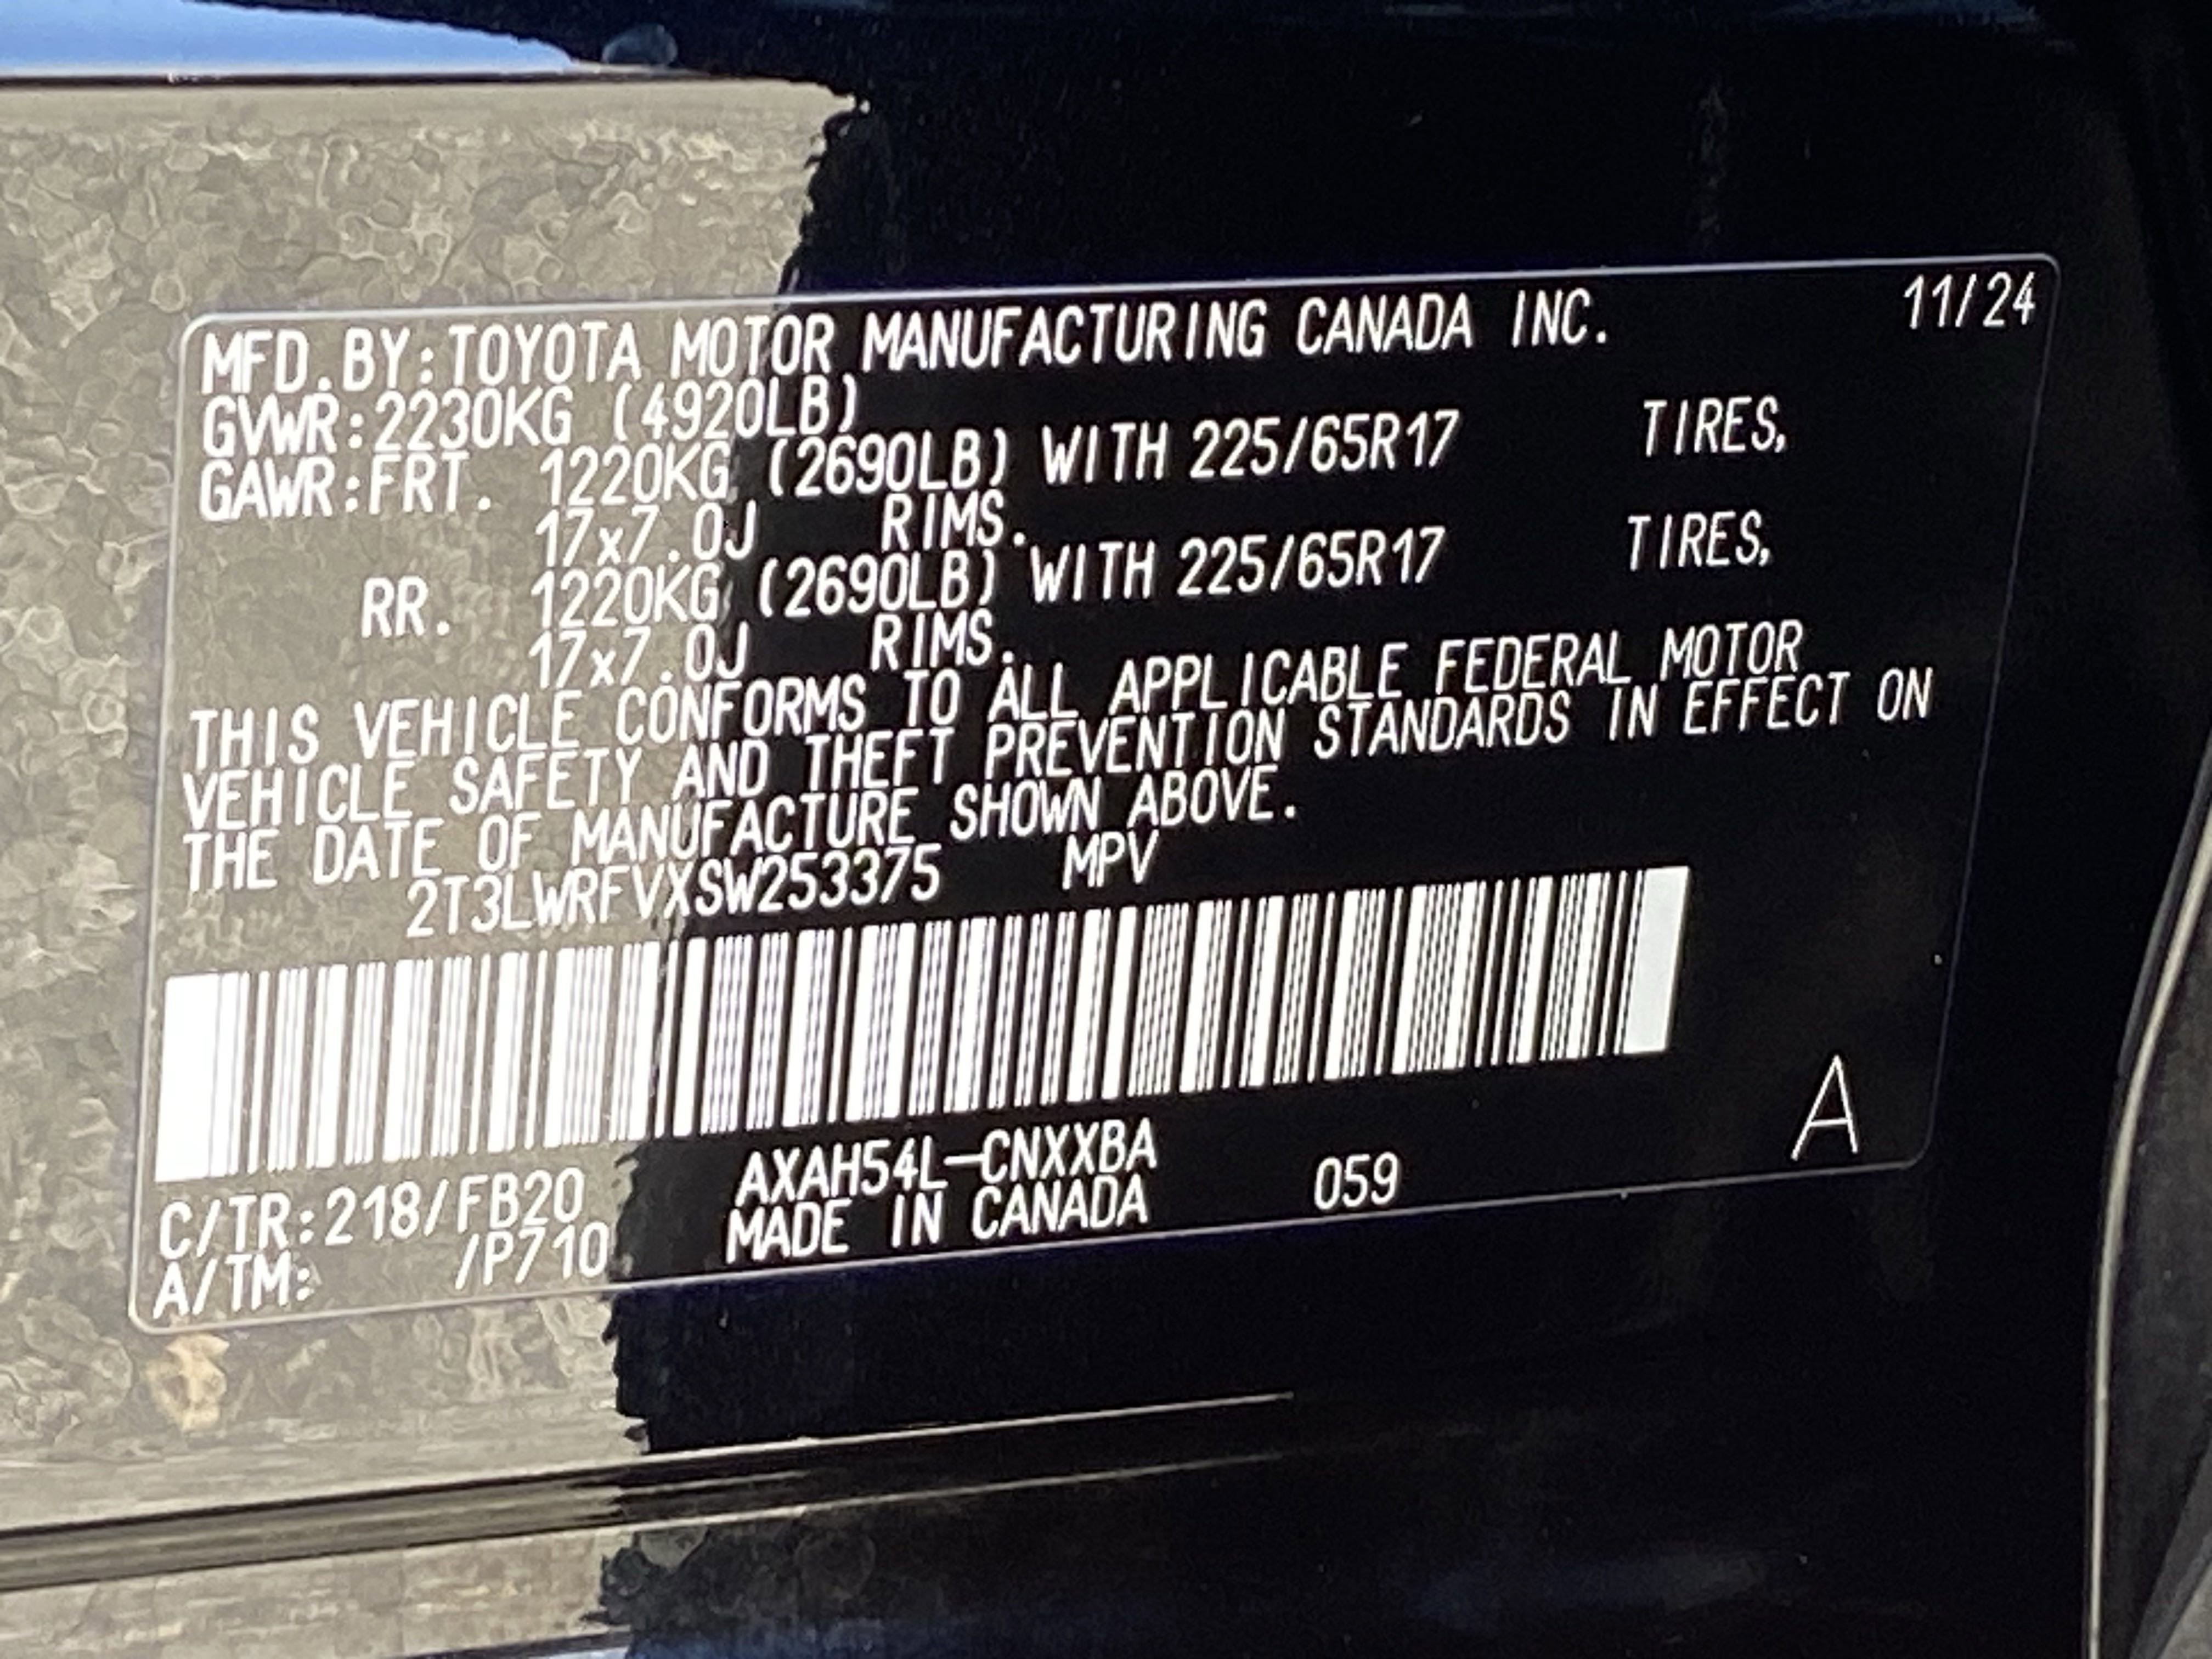 MFD.BY:TOYOTA MOTOR MANUFACTURING CANADA INC. 11/24
GVWR:2230KG (4920LB)
GAWR:FRT. 1220KG (2690LB) WITH 225/65R17 TIRES,
17x7.0J RIMS.
RR. 1220KG (2690LB) WITH 225/65R17 TIRES,
17x7.0J RIMS.
THIS VEHICLE CONFORMS TO ALL APPLICABLE FEDERAL MOTOR
VEHICLE SAFETY AND THEFT PREVENTION STANDARDS IN EFFECT ON
THE DATE OF MANUFACTURE SHOWN ABOVE.
2T3LWRFVXSW253375 MPV
C/TR:218/FB20 AXAH54L-CNXXBA 059 A
A/TM: /P710 MADE IN CANADA